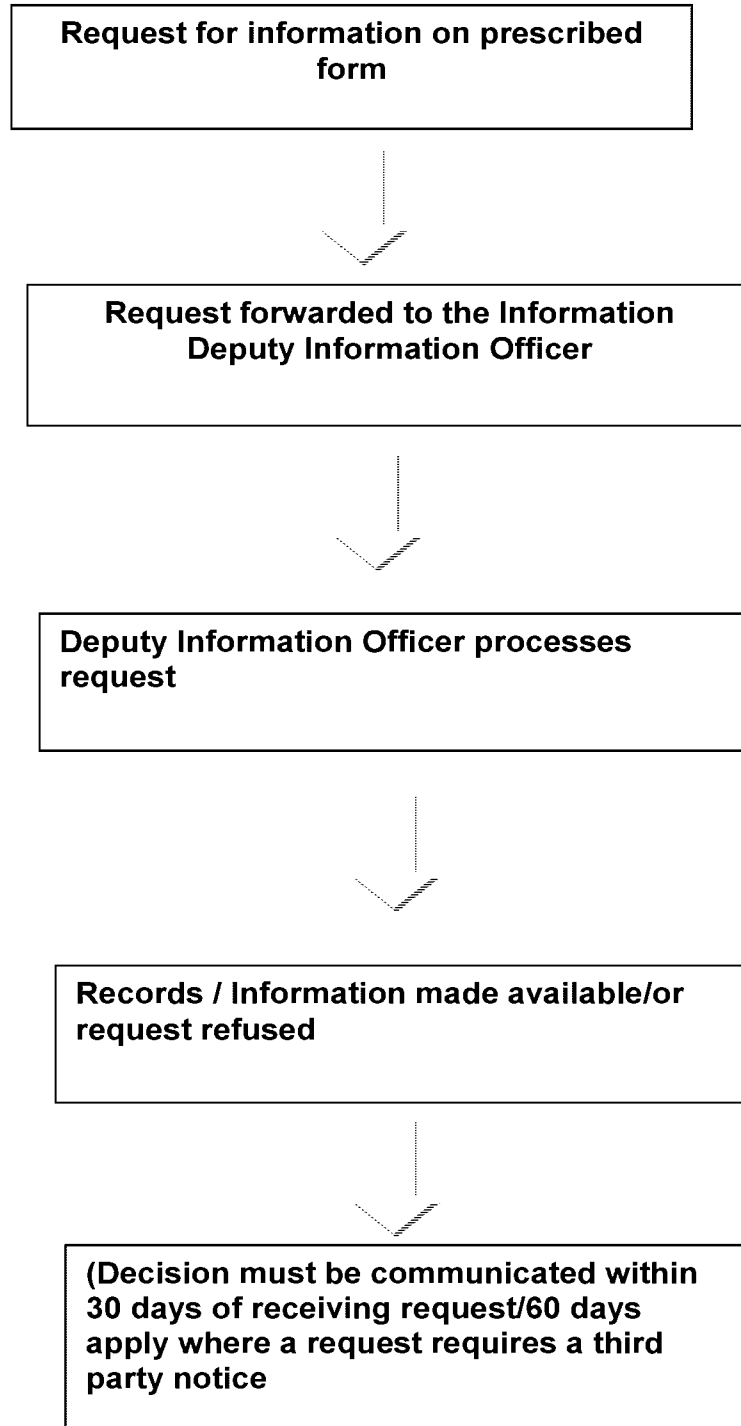 Request for information on prescribed
form
Request forwarded to the Information
Deputy Information Officer
Deputy Information Officer processes
request
Records / Information made available/or
request refused
(Decision must be communicated within
30 days of receiving request/60 days
apply where a request requires a third
party notice